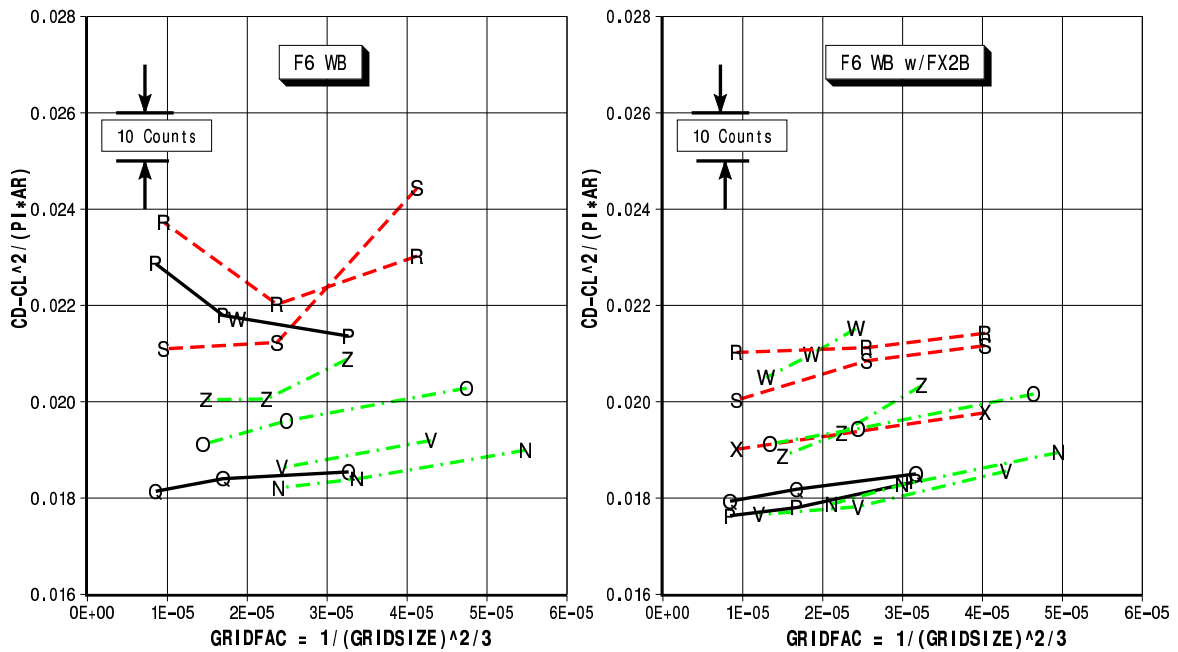 0.028
0.026
0.024
0.022
0.020
0.018
0.016
CD-CL^2/(PI*AR)
F6 WB
10 Counts
R
R
R
P
P
P
W
S
S
S
Z
Z
Z
O
O
O
V
V
N
N
N
Q
Q
Q
0E+00 1E-05 2E-05 3E-05 4E-05 5E-05 6E-05
GRIDFAC = 1/(GRIDSIZE)^2/3
0.028
0.026
0.024
0.022
0.020
0.018
0.016
CD-CL^2/(PI*AR)
F6 WB w/FX2B
10 Counts
W
W
W
R
R
R
S
S
S
Z
Z
Z
O
O
O
X
X
Q
Q
Q
P
P
P
V
V
V
N
N
N
0E+00 1E-05 2E-05 3E-05 4E-05 5E-05 6E-05
GRIDFAC = 1/(GRIDSIZE)^2/3